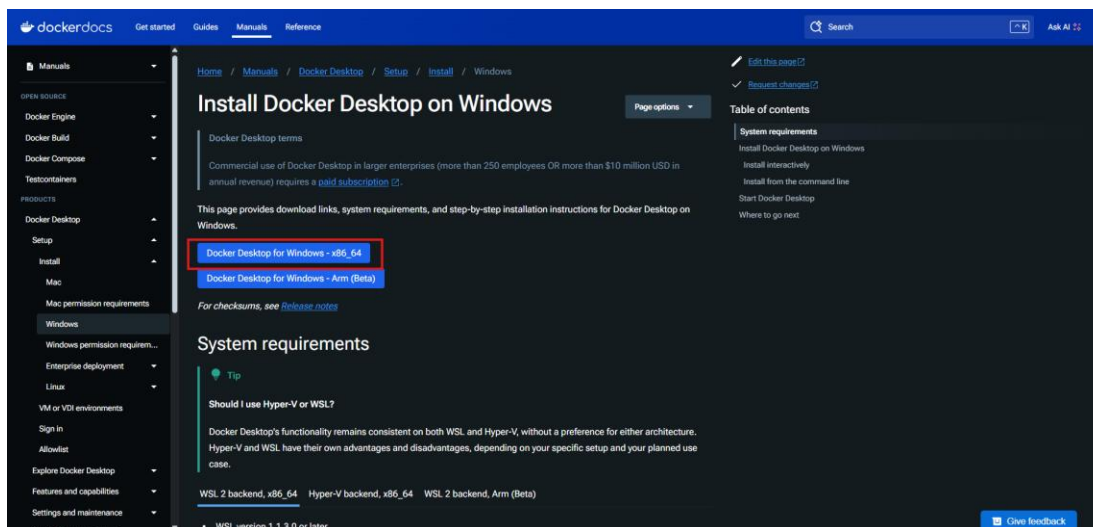 dockerdocs
Get started
Guides
Manuals
Reference
Search
^ K
Ask AI
Manuals
OPEN SOURCE
Docker Engine
Docker Build
Docker Compose
Testcontainers
PRODUCTS
Docker Desktop
Setup
Install
Mac
Mac permission requirements
Windows
Windows permission requirem...
Enterprise deployment
Linux
VM or VDI environments
Sign in
Allowlist
Explore Docker Desktop
Features and capabilities
Settings and maintenance
Home / Manuals / Docker Desktop / Setup / Install / Windows
Install Docker Desktop on Windows
Page options
Docker Desktop terms
Commercial use of Docker Desktop in larger enterprises (more than 250 employees OR more than $10 million USD in
annual revenue) requires a paid subscription.
This page provides download links, system requirements, and step-by-step installation instructions for Docker Desktop on
Windows.
Docker Desktop for Windows - x86_64
Docker Desktop for Windows - Arm (Beta)
For checksums, see Release notes
System requirements
Tip
Should I use Hyper-V or WSL?
Docker Desktop's functionality remains consistent on both WSL and Hyper-V, without a preference for either architecture.
Hyper-V and WSL have their own advantages and disadvantages, depending on your specific setup and your planned use
case.
WSL 2 backend, x86_64 Hyper-V backend, x86_64 WSL 2 backend, Arm (Beta)
WSL version 1.1.3.0 or later
Edit this page
Request changes
Table of contents
System requirements
Install Docker Desktop on Windows
Install interactively
Install from the command line
Start Docker Desktop
Where to go next
Give feedback